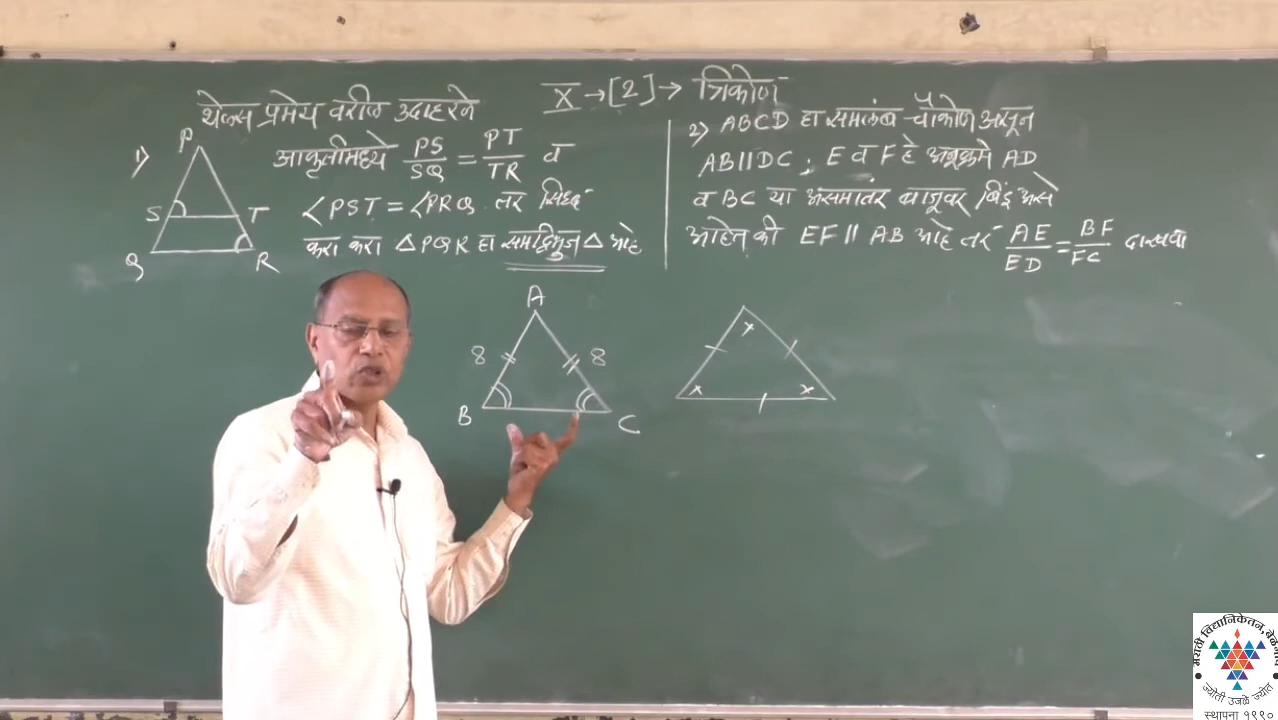 X → [2] → त्रिकोण
थेल्स प्रमेय वरील उदाहरणे
1) आकृतीमध्ये PS/SQ = PT/TR व
∠PST = ∠PRQ तर सिध्द
करा करा △PQR हा समद्विभुज △ आहे
P
S T
Q R
2) ABCD हा समलंब चौकोन असून
AB||DC ; E व F हे अनुक्रमे AD
व BC या असमांतर बाजूवर बिंदू असे
आहेत की EF || AB आहे तर AE/ED = BF/FC दाखवा
A
8 8
B C
मराठी विद्यानिकेतन, बेळगाव
ज्योती उजळे ज्योत
स्थापना १९९०